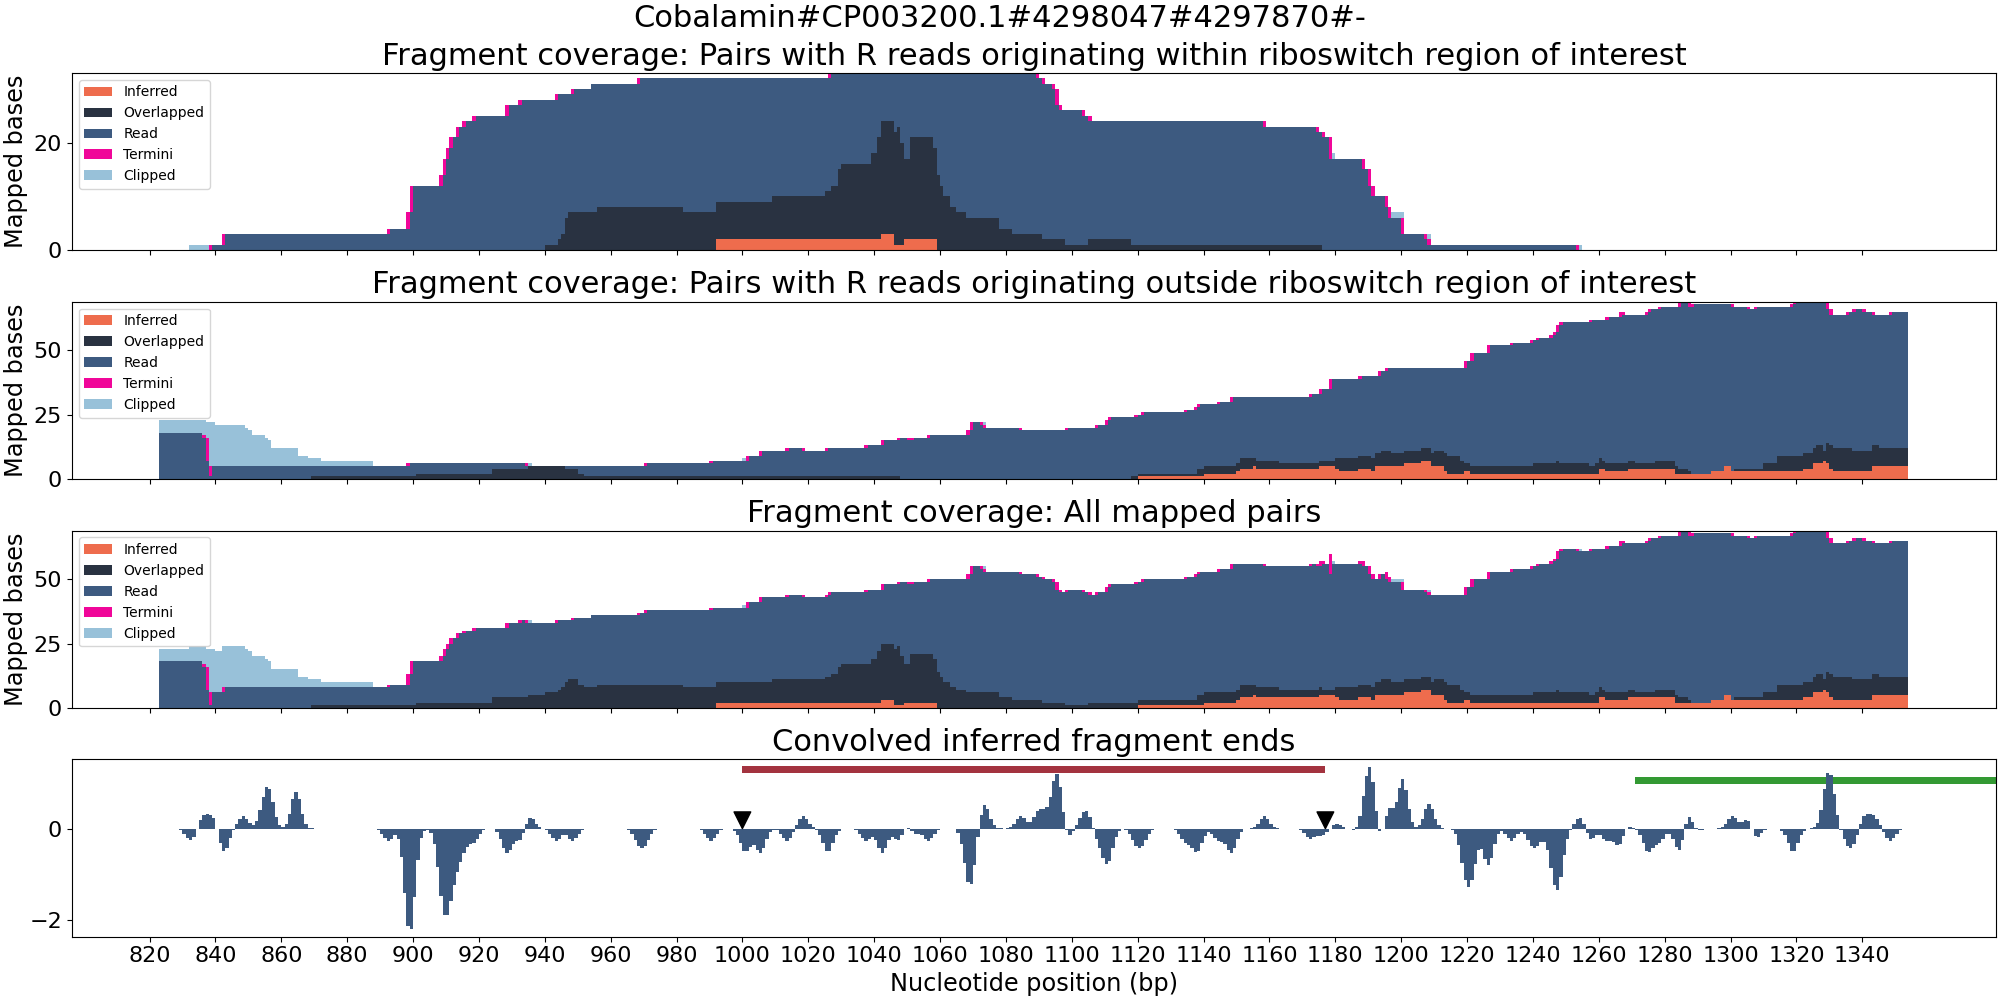 Cobalamin#CP003200.1#4298047#4297870#-
Fragment coverage: Pairs with R reads originating within riboswitch region of interest
Mapped bases
20
0
Inferred
Overlapped
Read
Termini
Clipped
Fragment coverage: Pairs with R reads originating outside riboswitch region of interest
Mapped bases
50
25
0
Inferred
Overlapped
Read
Termini
Clipped
Fragment coverage: All mapped pairs
Mapped bases
50
25
0
Inferred
Overlapped
Read
Termini
Clipped
Convolved inferred fragment ends
0
−2
820 840 860 880 900 920 940 960 980 1000 1020 1040 1060 1080 1100 1120 1140 1160 1180 1200 1220 1240 1260 1280 1300 1320 1340
Nucleotide position (bp)